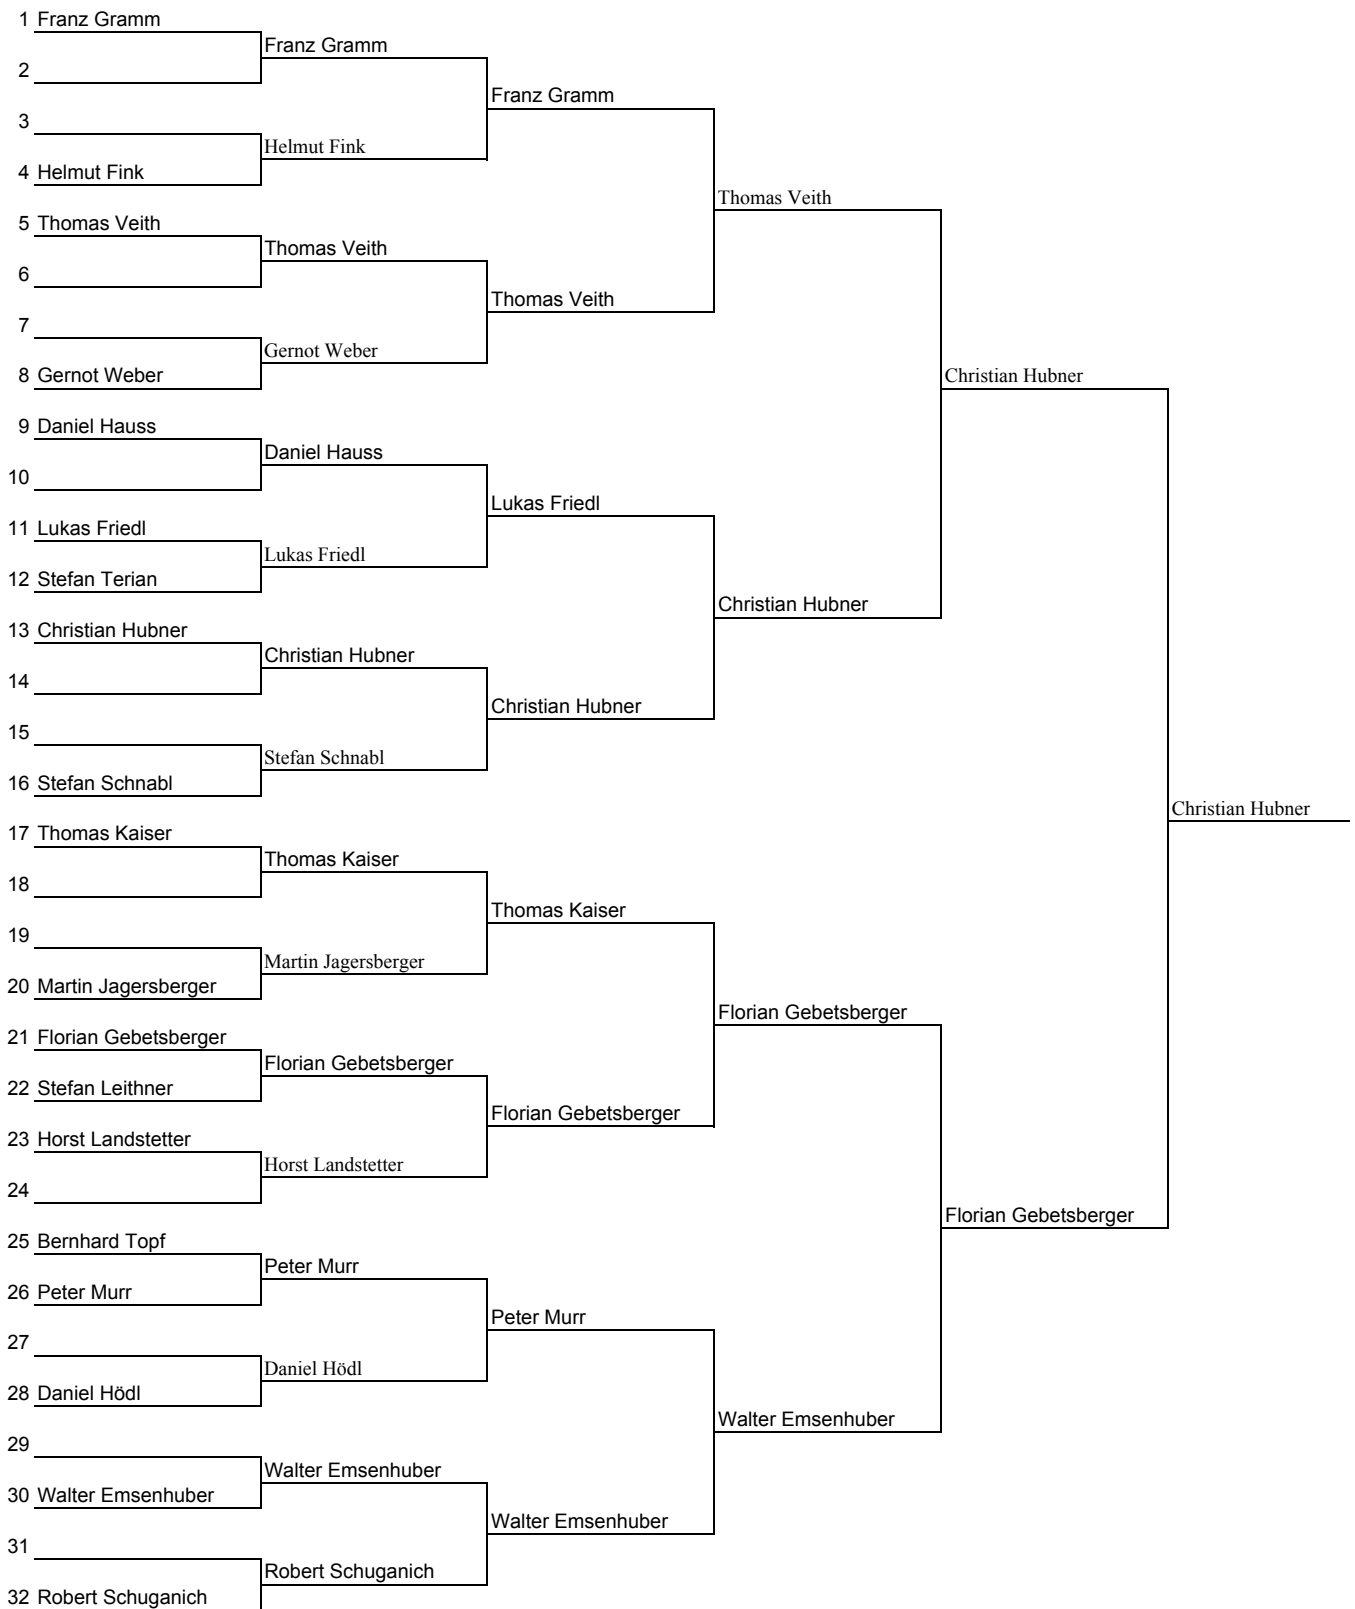 1 Franz Gramm
Franz Gramm
2
Franz Gramm
3
Helmut Fink
4 Helmut Fink
Thomas Veith
5 Thomas Veith
Thomas Veith
6
Thomas Veith
7
Gernot Weber
8 Gernot Weber
Christian Hubner
9 Daniel Hauss
Daniel Hauss
10
Lukas Friedl
11 Lukas Friedl
Lukas Friedl
12 Stefan Terian
Christian Hubner
13 Christian Hubner
Christian Hubner
14
Christian Hubner
15
Stefan Schnabl
16 Stefan Schnabl
Christian Hubner
17 Thomas Kaiser
Thomas Kaiser
18
Thomas Kaiser
19
Martin Jagersberger
20 Martin Jagersberger
Florian Gebetsberger
21 Florian Gebetsberger
Florian Gebetsberger
22 Stefan Leithner
Florian Gebetsberger
23 Horst Landstetter
Horst Landstetter
24
Florian Gebetsberger
25 Bernhard Topf
Peter Murr
26 Peter Murr
Peter Murr
27
Daniel Hödl
28 Daniel Hödl
Walter Emsenhuber
29
Walter Emsenhuber
30 Walter Emsenhuber
Walter Emsenhuber
31
Robert Schuganich
32 Robert Schuganich